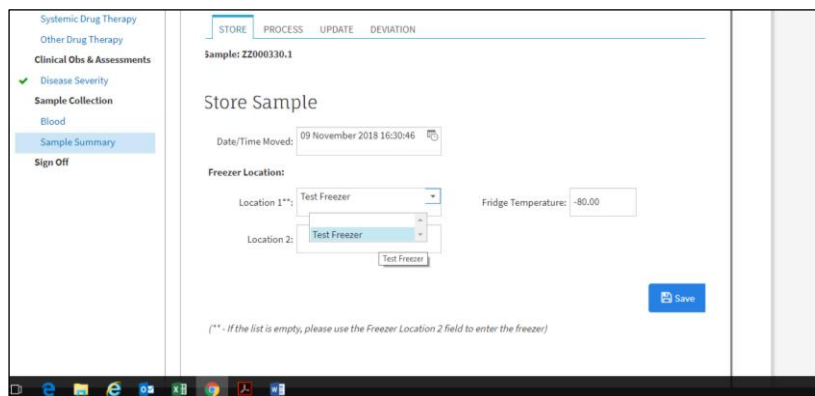 Systemic Drug Therapy
Other Drug Therapy
Clinical Obs & Assessments
Disease Severity
Sample Collection
Blood
Sample Summary
Sign Off
STORE PROCESS UPDATE DEVIATION
Sample: ZZ000330.1
Store Sample
Date/Time Moved: 09 November 2018 16:30:46
Freezer Location:
Location 1**: Test Freezer Fridge Temperature: -80.00
Test Freezer
Location 2:
Test Freezer
Save
(** - If the list is empty, please use the Freezer Location 2 field to enter the freezer)